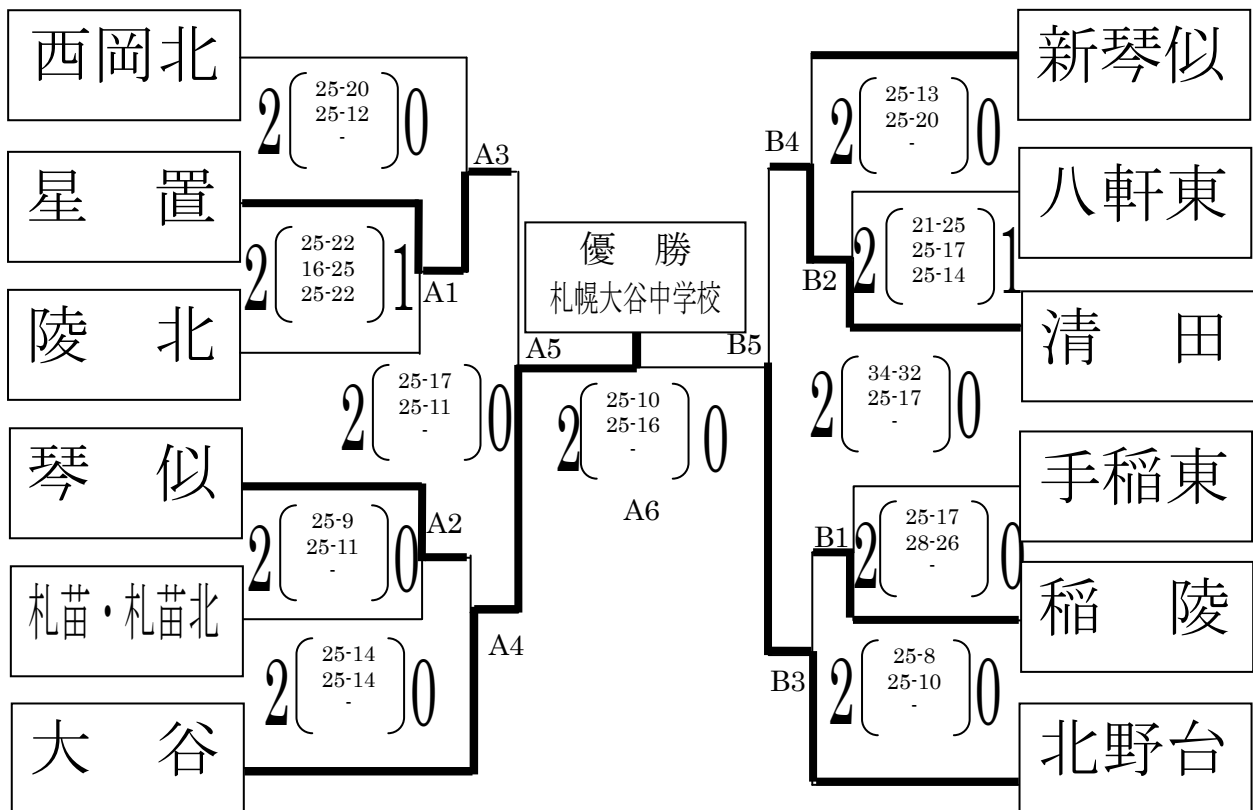 西岡北
2 25-20 0
25-12
-
A3
星　置
2 25-22 1
16-25
25-22
A1
陵　北
2 25-17 0
25-11
-
A5
琴　似
2 25-9 0
25-11
-
A2
札苗・札苗北
2 25-14 0
25-14
-
A4
大　谷
優　勝
札幌大谷中学校
2 25-10 0
25-16
-
A6
新琴似
2 25-13 0
25-20
-
B4
八軒東
2 21-25 1
25-17
25-14
B2
清　田
B5
2 34-32 0
25-17
-
手稲東
B1
2 25-17 0
28-26
-
稲　陵
B3
2 25-8 0
25-10
-
北野台